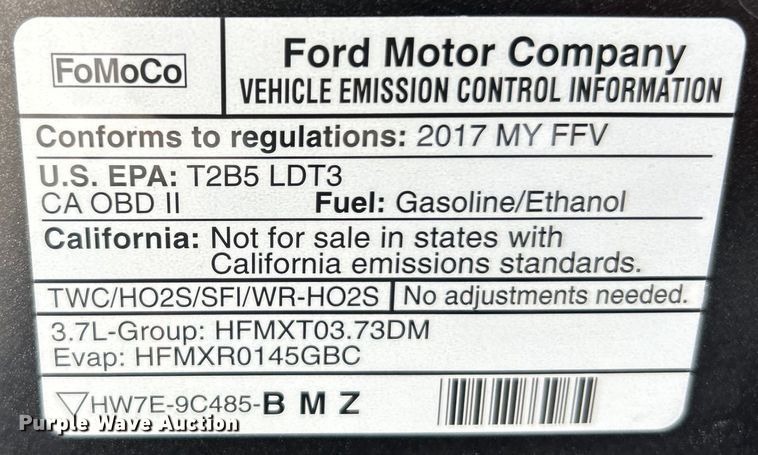 FoMoCo
Ford Motor Company
VEHICLE EMISSION CONTROL INFORMATION
Conforms to regulations: 2017 MY FFV
U.S. EPA: T2B5 LDT3
CA OBD II Fuel: Gasoline/Ethanol
California: Not for sale in states with
California emissions standards.
TWC/HO2S/SFI/WR-HO2S No adjustments needed.
3.7L-Group: HFMXT03.73DM
Evap: HFMXR0145GBC
HW7E-9C485-B M Z
Purple Wave Auction